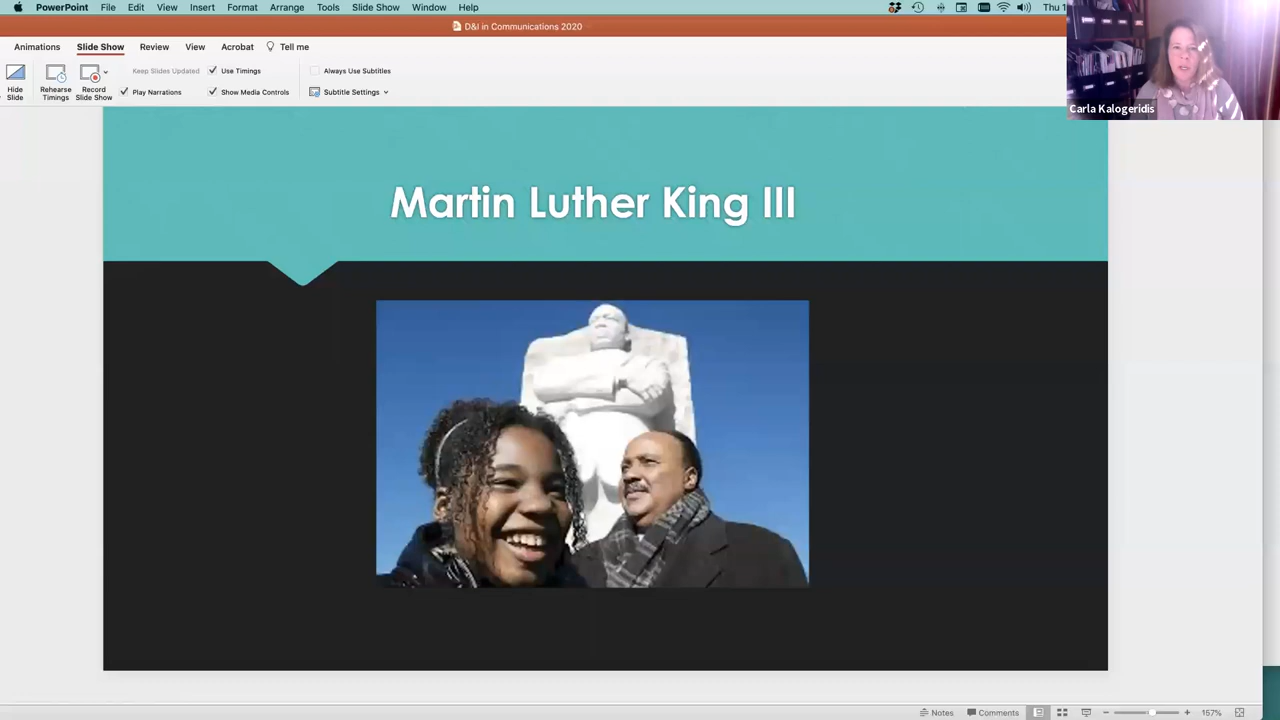 PowerPoint File Edit View Insert Format Arrange Tools Slide Show Window Help Thu 1
D&I in Communications 2020
Animations Slide Show Review View Acrobat Tell me
Keep Slides Updated Use Timings Always Use Subtitles
Hide Slide Rehearse Timings Record Slide Show Play Narrations Show Media Controls Subtitle Settings
Carla Kalogeridis
Martin Luther King III
Notes Comments 157%